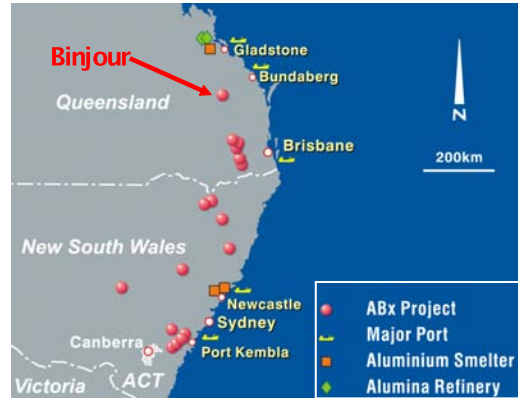 Binjour
Gladstone
Bundaberg
Queensland
N
Brisbane
200km
New South Wales
Newcastle
Sydney
Canberra
Port Kembla
ACT
Victoria
ABx Project
Major Port
Aluminium Smelter
Alumina Refinery